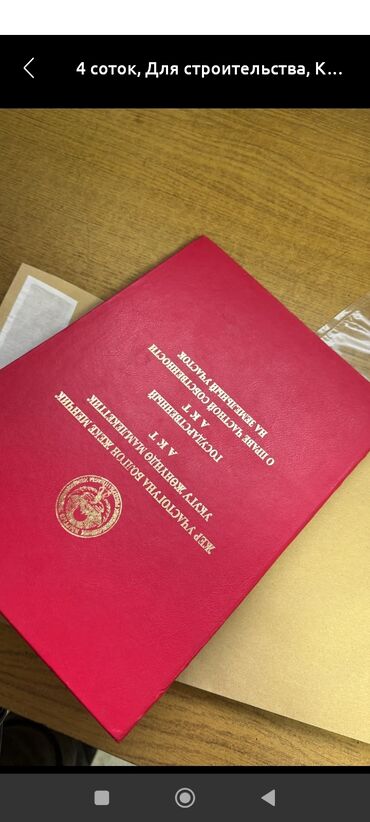 4 соток, Для строительства, К...
ЖЕР УЧАСТОГУНА БОЛГОН ЖЕКЕ МЕНЧИК
УКУГУ ЖӨНҮНДӨ МАМЛЕКЕТТИК
А К Т
ГОСУДАРСТВЕННЫЙ
А К Т
О ПРАВЕ ЧАСТНОЙ СОБСТВЕННОСТИ
НА ЗЕМЕЛЬНЫЙ УЧАСТОК